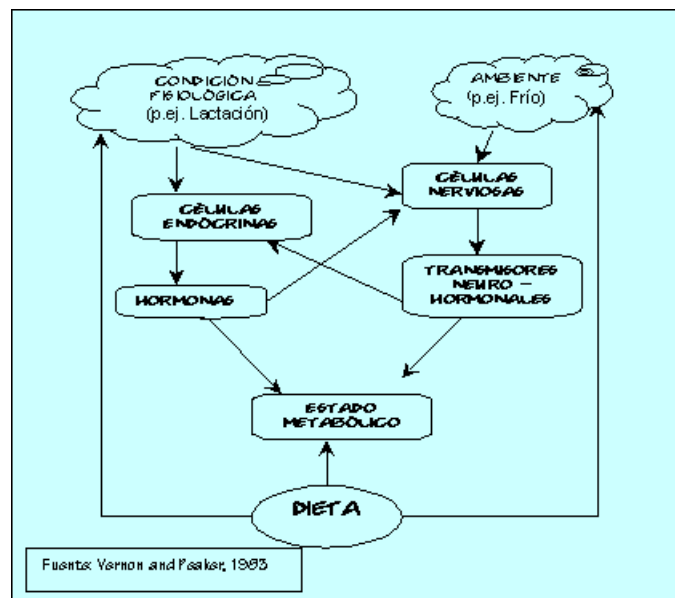 CONDICIÓN
FISIOLÓGICA
(p.ej. Lactación)
AMBIENTE
(p.ej. Frío)
CÉLULAS
NERVIOSAS
CÉLULAS
ENDÓCRINAS
TRANSMISORES
NEURO –
HORMONALES
HORMONAS
ESTADO
METABÓLICO
DIETA
Fuente: Vernon and Peaker, 1983